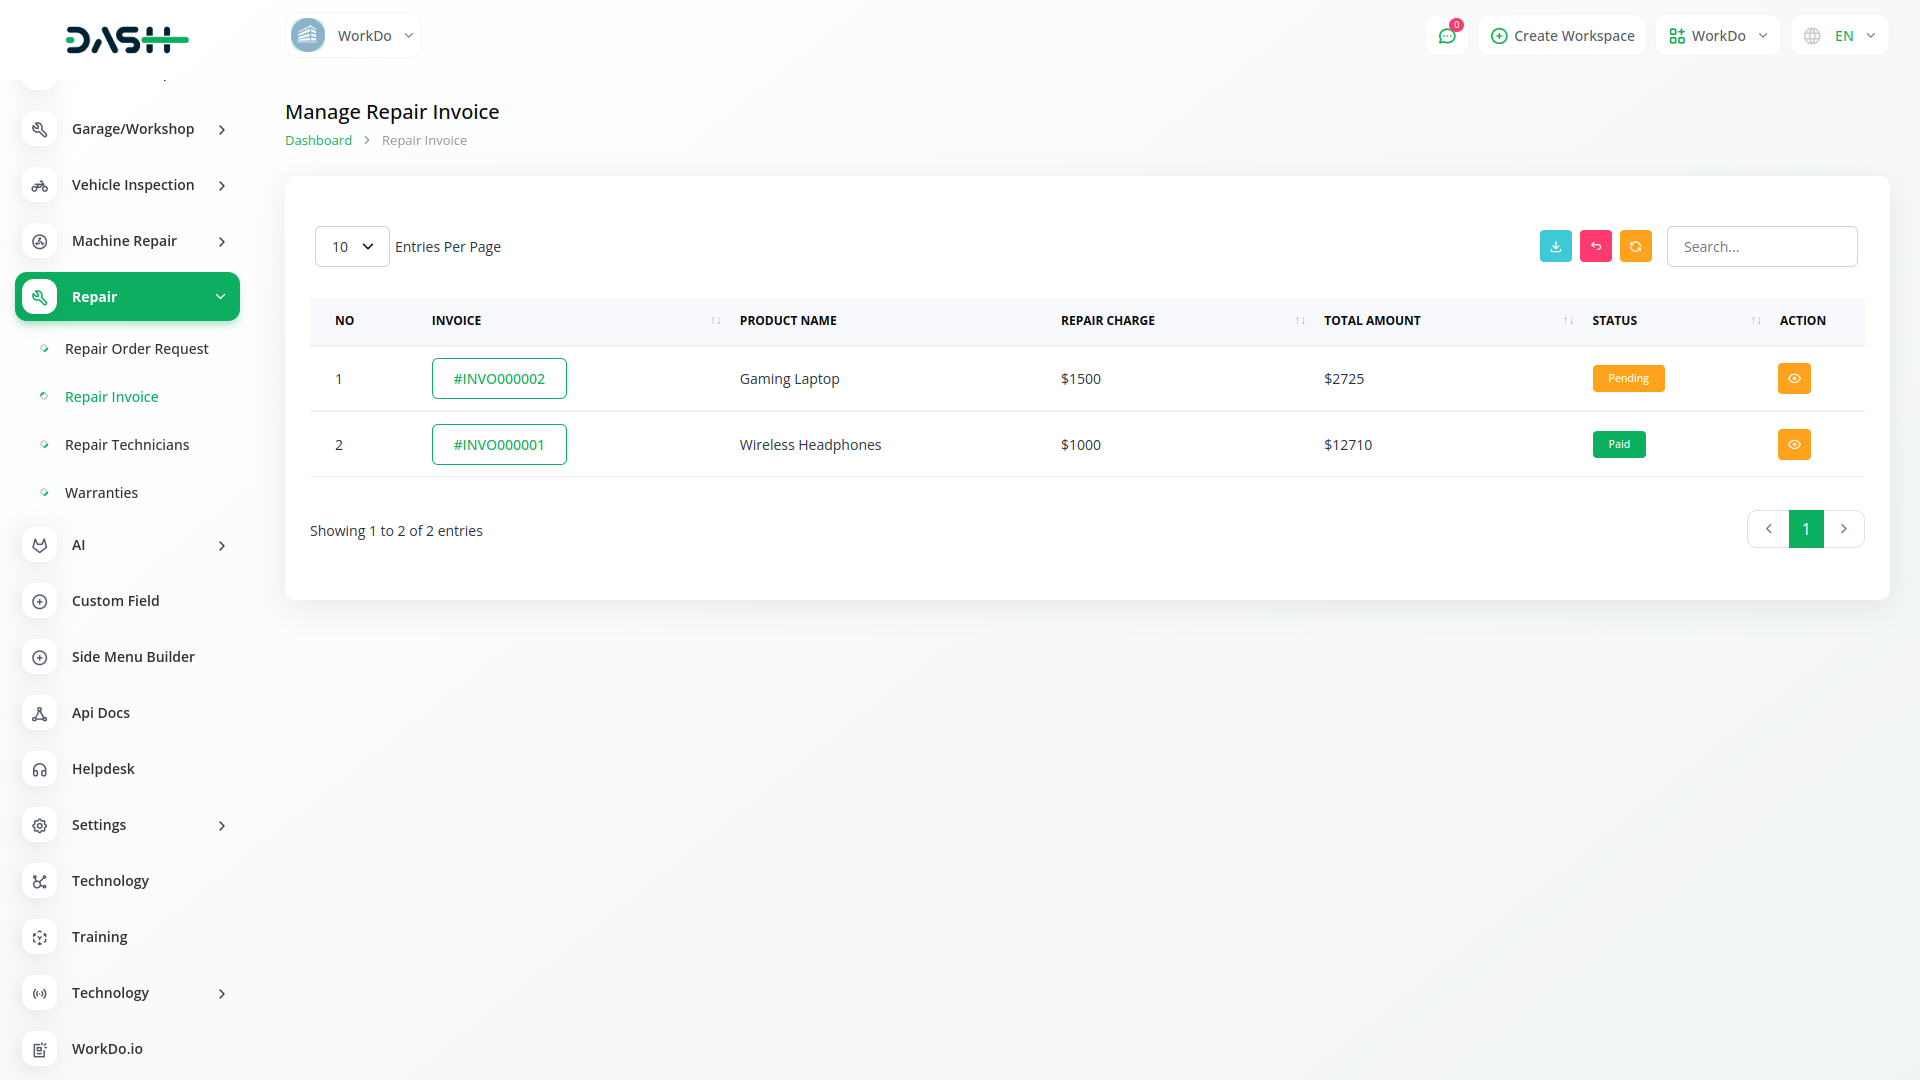 DASH
WorkDo
0
Create Workspace
WorkDo
EN
Garage/Workshop
Vehicle Inspection
Machine Repair
Repair
Repair Order Request
Repair Invoice
Repair Technicians
Warranties
AI
Custom Field
Side Menu Builder
Api Docs
Helpdesk
Settings
Technology
Training
Technology
WorkDo.io
Manage Repair Invoice
Dashboard > Repair Invoice
10 Entries Per Page
Search...
NO INVOICE PRODUCT NAME REPAIR CHARGE TOTAL AMOUNT STATUS ACTION
1 #INVO000002 Gaming Laptop $1500 $2725 Pending
2 #INVO000001 Wireless Headphones $1000 $12710 Paid
Showing 1 to 2 of 2 entries
1